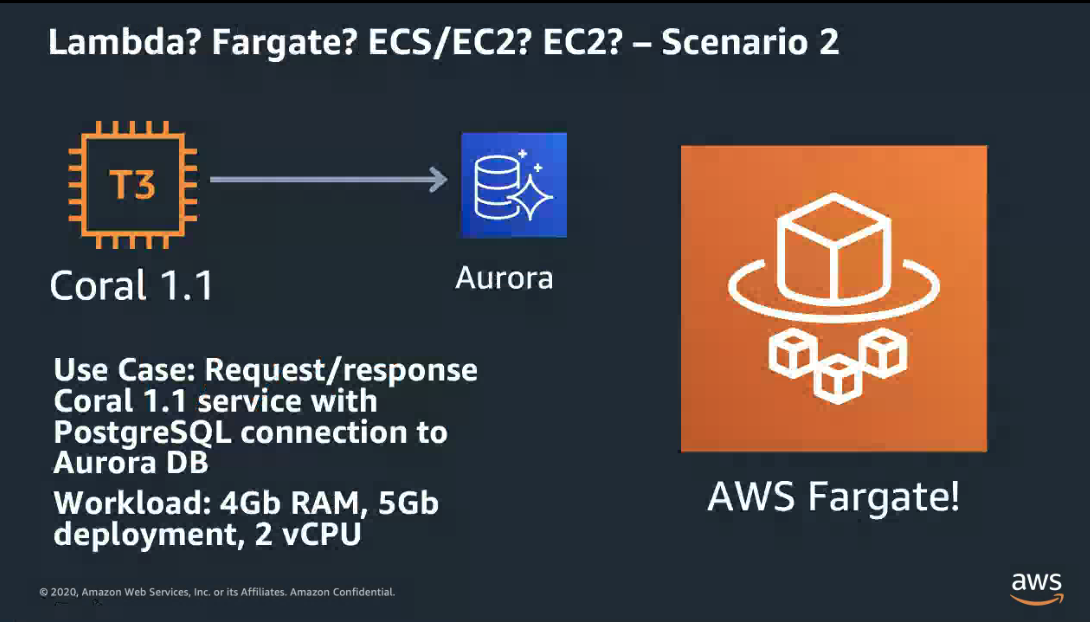 Lambda? Fargate? ECS/EC2? EC2? – Scenario 2
T3
Coral 1.1
Aurora
Use Case: Request/response
Coral 1.1 service with
PostgreSQL connection to
Aurora DB
Workload: 4Gb RAM, 5Gb
deployment, 2 vCPU
AWS Fargate!
© 2020, Amazon Web Services, Inc. or its Affiliates. Amazon Confidential.
aws